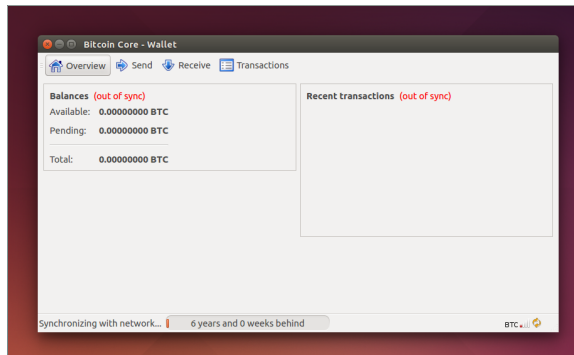 Bitcoin Core - Wallet
Overview Send Receive Transactions
Balances (out of sync)
Available: 0.00000000 BTC
Pending: 0.00000000 BTC
Total: 0.00000000 BTC
Recent transactions (out of sync)
Synchronizing with network... 6 years and 0 weeks behind BTC